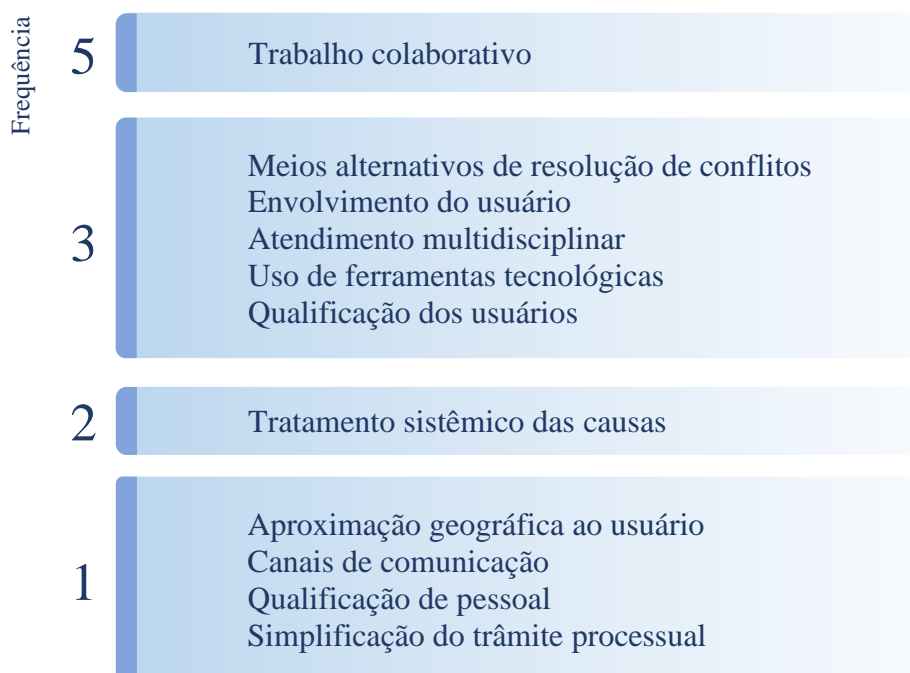 Frequência
5
Trabalho colaborativo
3
Meios alternativos de resolução de conflitos
Envolvimento do usuário
Atendimento multidisciplinar
Uso de ferramentas tecnológicas
Qualificação dos usuários
2
Tratamento sistêmico das causas
1
Aproximação geográfica ao usuário
Canais de comunicação
Qualificação de pessoal
Simplificação do trâmite processual